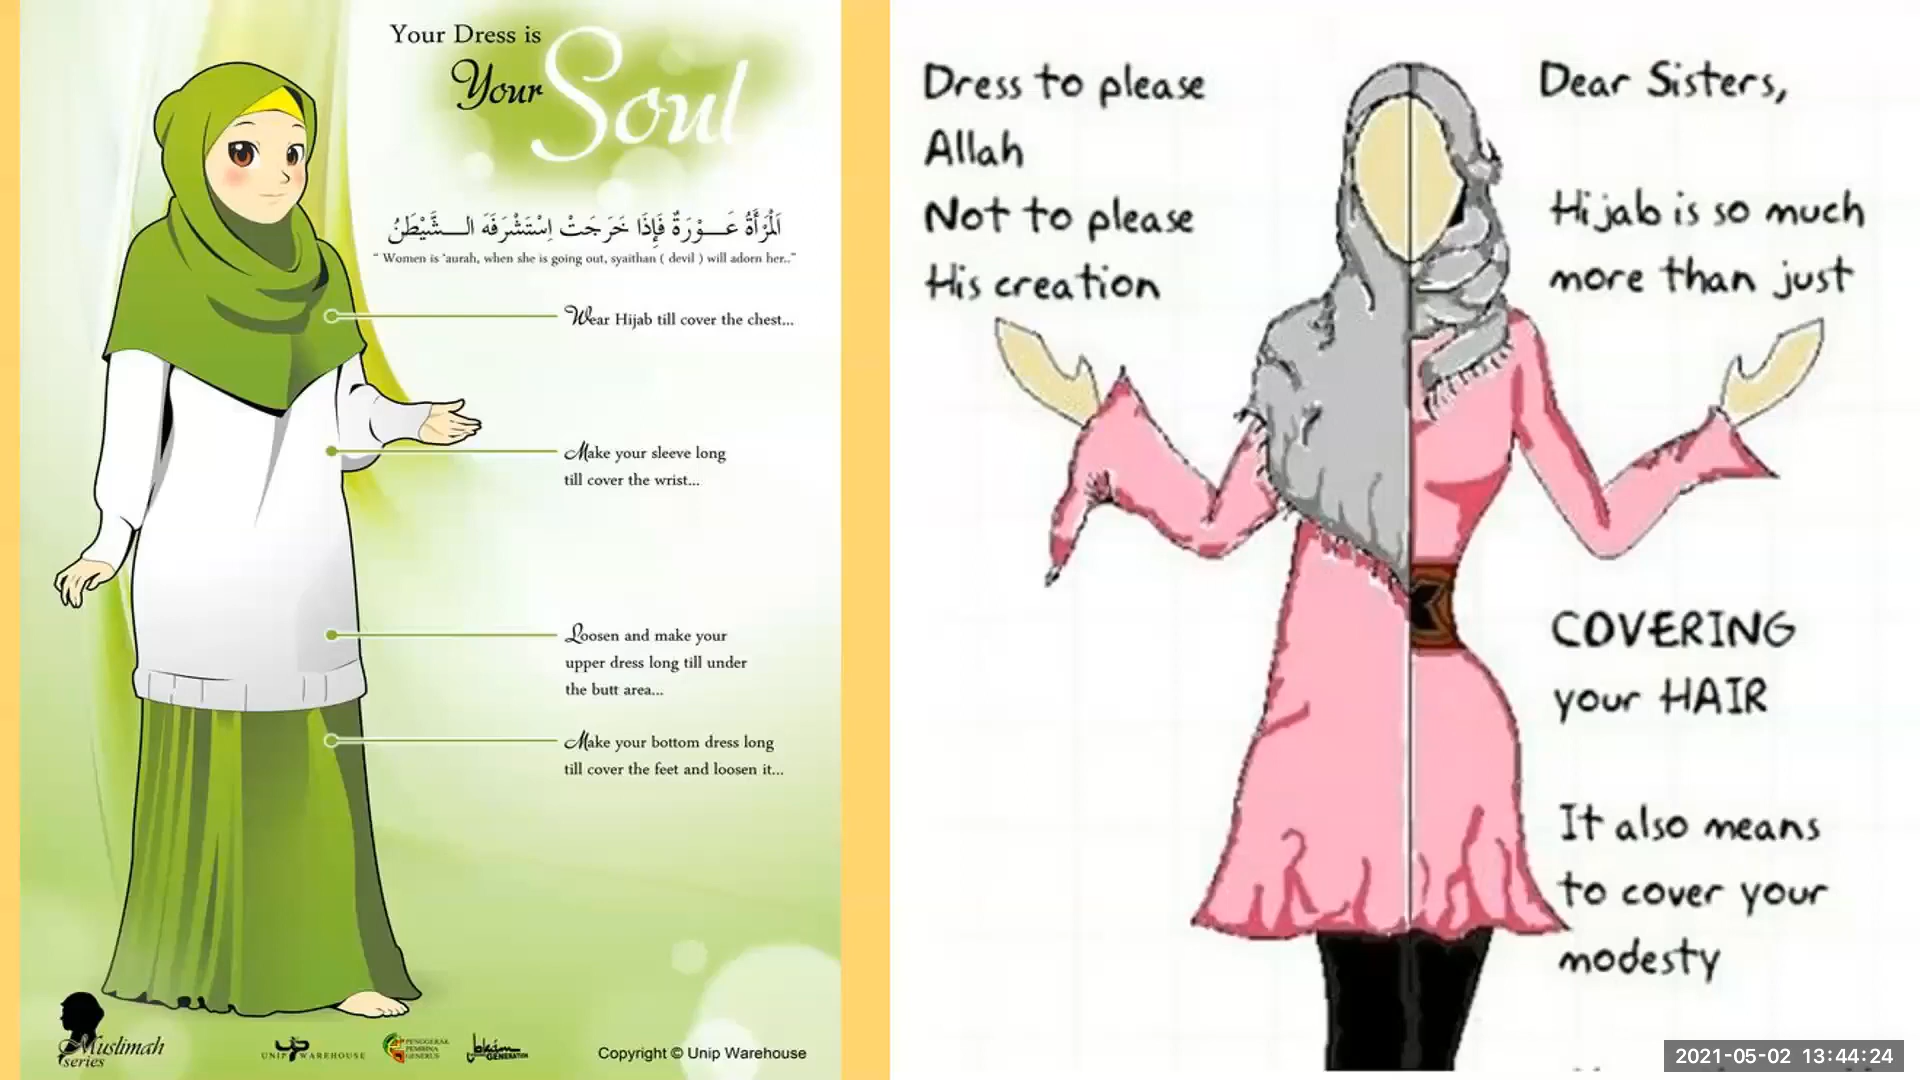 Your Dress is
Your Soul
اَلْمَرْأَةُ عَــوْرَةٌ فَإِذَا خَرَجَتْ اِسْتَشْرَفَهَ الـــشَّيْطَنُ
“ Women is 'aurah, when she is going out, syaithan ( devil ) will adorn her..”
Wear Hijab till cover the chest...
Make your sleeve long
till cover the wrist...
Loosen and make your
upper dress long till under
the butt area...
Make your bottom dress long
till cover the feet and loosen it...
Muslimah
series
UNIP WAREHOUSE
PENGGERAK
PEMBINA
GENERUS
GENERATION
Copyright © Unip Warehouse
Dress to please
Allah
Not to please
His creation
Dear Sisters,
Hijab is so much
more than just
COVERING
your HAIR
It also means
to cover your
modesty
2021-05-02 13:44:24